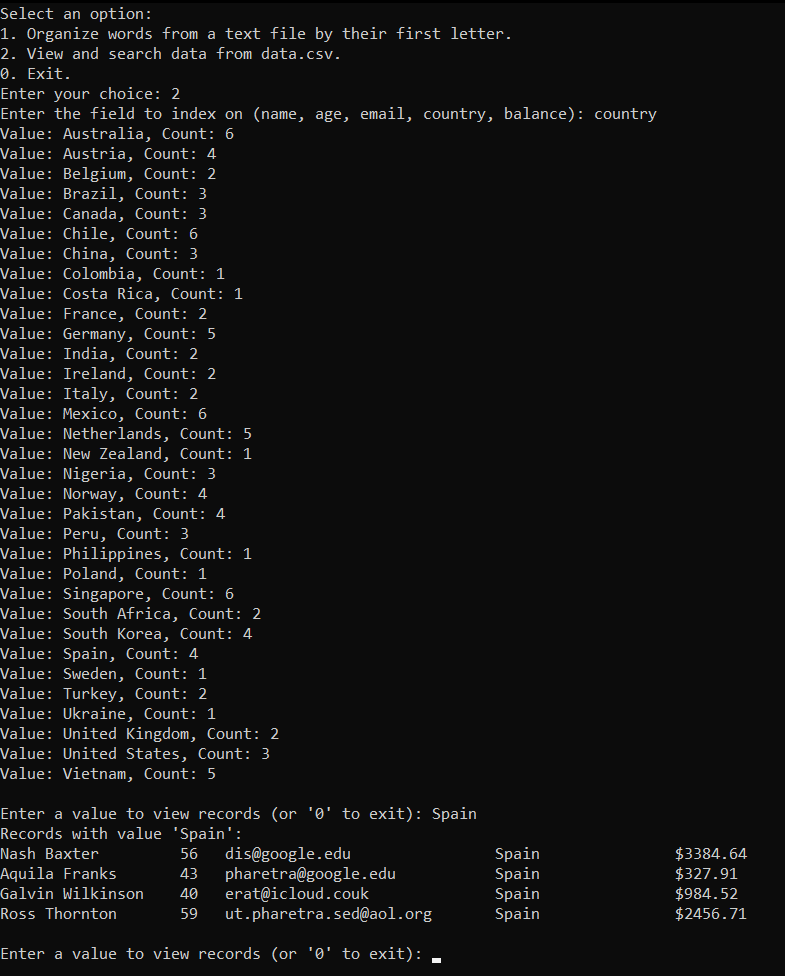 Select an option:
1. Organize words from a text file by their first letter.
2. View and search data from data.csv.
0. Exit.
Enter your choice: 2
Enter the field to index on (name, age, email, country, balance): country
Value: Australia, Count: 6
Value: Austria, Count: 4
Value: Belgium, Count: 2
Value: Brazil, Count: 3
Value: Canada, Count: 3
Value: Chile, Count: 6
Value: China, Count: 3
Value: Colombia, Count: 1
Value: Costa Rica, Count: 1
Value: France, Count: 2
Value: Germany, Count: 5
Value: India, Count: 2
Value: Ireland, Count: 2
Value: Italy, Count: 2
Value: Mexico, Count: 6
Value: Netherlands, Count: 5
Value: New Zealand, Count: 1
Value: Nigeria, Count: 3
Value: Norway, Count: 4
Value: Pakistan, Count: 4
Value: Peru, Count: 3
Value: Philippines, Count: 1
Value: Poland, Count: 1
Value: Singapore, Count: 6
Value: South Africa, Count: 2
Value: South Korea, Count: 4
Value: Spain, Count: 4
Value: Sweden, Count: 1
Value: Turkey, Count: 2
Value: Ukraine, Count: 1
Value: United Kingdom, Count: 2
Value: United States, Count: 3
Value: Vietnam, Count: 5

Enter a value to view records (or '0' to exit): Spain
Records with value 'Spain':
Nash Baxter         56   dis@google.edu                Spain               $3384.64
Aquila Franks       43   pharetra@google.edu           Spain               $327.91
Galvin Wilkinson    40   erat@icloud.couk              Spain               $984.52
Ross Thornton       59   ut.pharetra.sed@aol.org       Spain               $2456.71

Enter a value to view records (or '0' to exit):